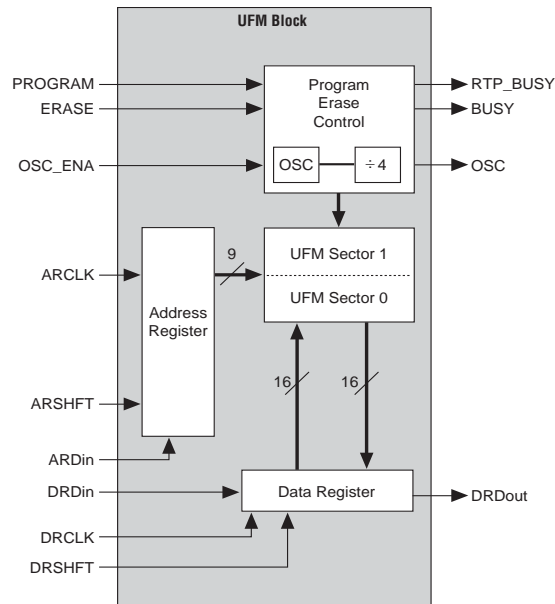 UFM Block
PROGRAM
ERASE
OSC_ENA
Program
Erase
Control
OSC
÷ 4
RTP_BUSY
BUSY
OSC
UFM Sector 1
UFM Sector 0
9
ARCLK
Address
Register
ARSHFT
ARDin
16
16
DRDin
Data Register
DRDout
DRCLK
DRSHFT